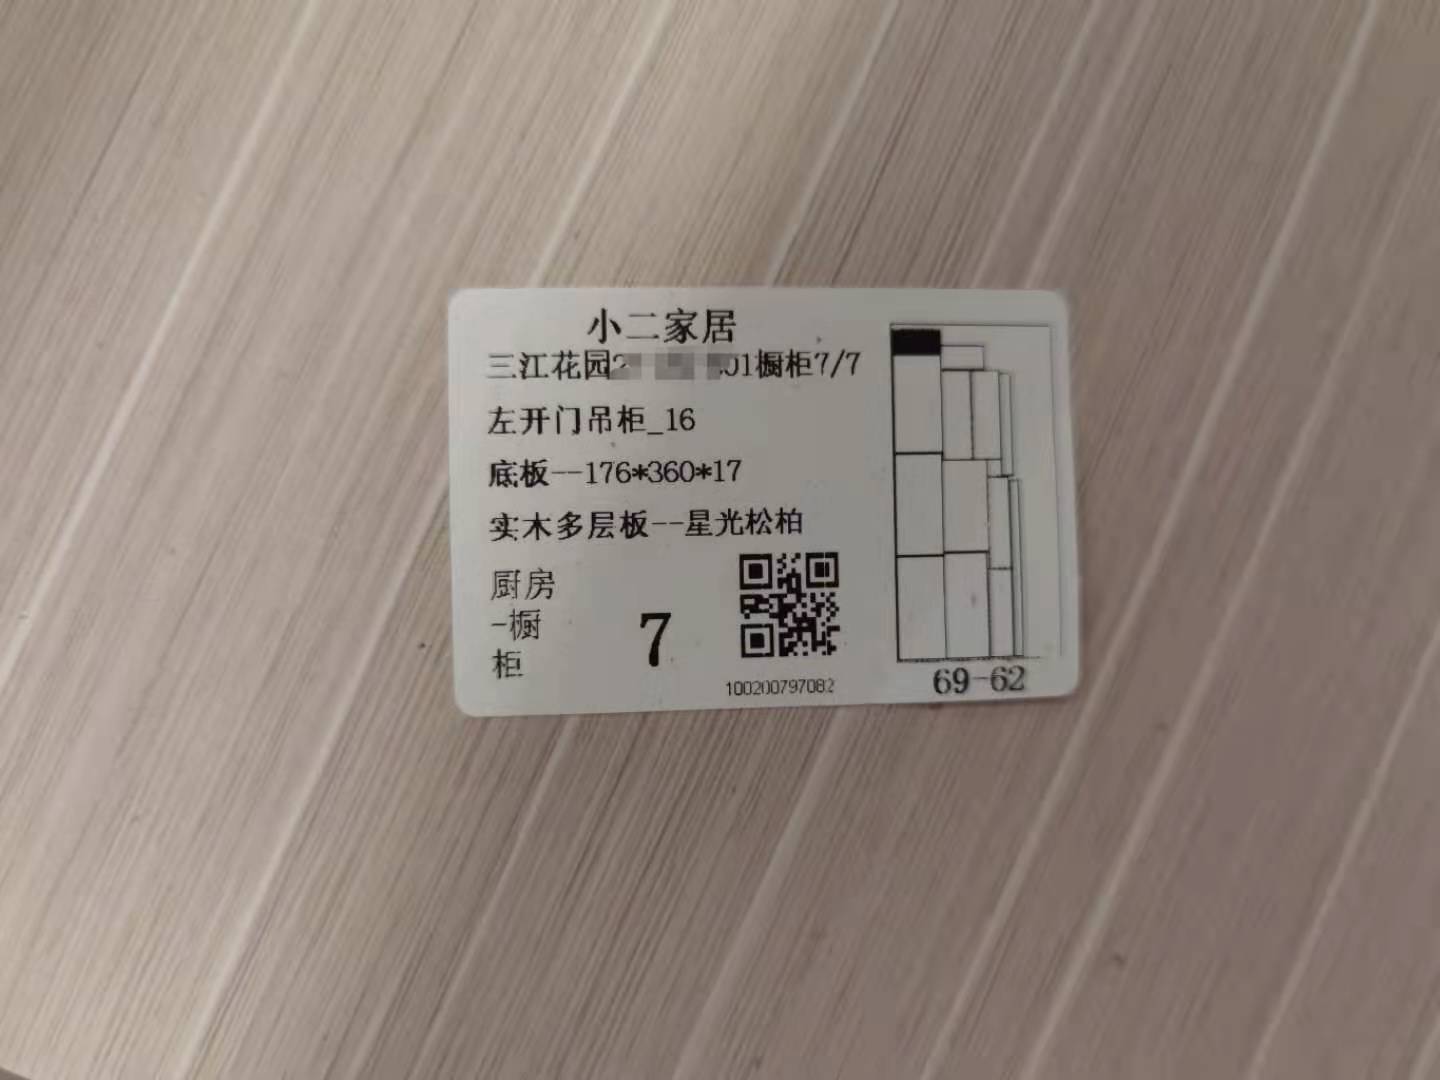 小二家居
三江花园2 01橱柜7/7
左开门吊柜_16
底板--176*360*17
实木多层板--星光松柏
厨房
-橱
柜
7
100200797082
69-62